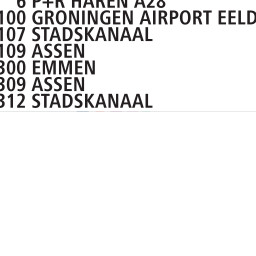 6 P+R HAREN A28
100 GRONINGEN AIRPORT EELD
107 STADSKANAAL
109 ASSEN
300 EMMEN
309 ASSEN
312 STADSKANAAL